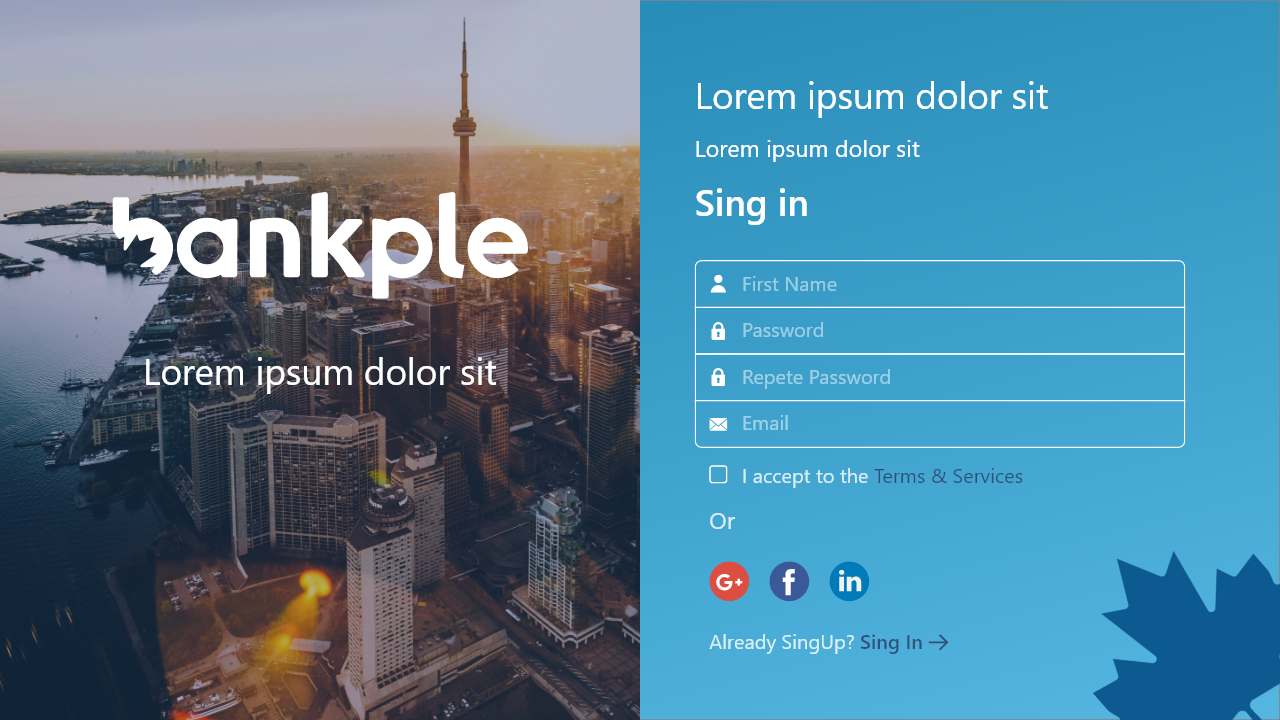 bankple
Lorem ipsum dolor sit
Lorem ipsum dolor sit
Lorem ipsum dolor sit
Sing in
First Name
Password
Repete Password
Email
I accept to the Terms & Services
Or
G+ f in
Already SingUp? Sing In →